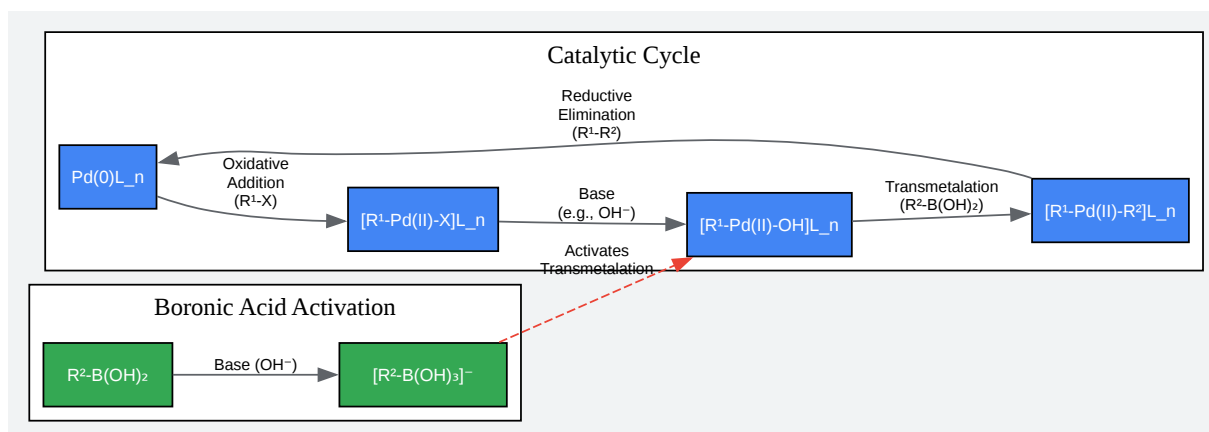 Catalytic Cycle
Reductive
Elimination
(R¹-R²)
Pd(0)L_n
Oxidative
Addition
(R¹-X)
[R¹-Pd(II)-X]L_n
Base
(e.g., OH⁻)
[R¹-Pd(II)-OH]L_n
Transmetalation
(R²-B(OH)₂)
[R¹-Pd(II)-R²]L_n
Activates
Transmetalation
Boronic Acid Activation
R²-B(OH)₂
Base (OH⁻)
[R²-B(OH)₃]⁻